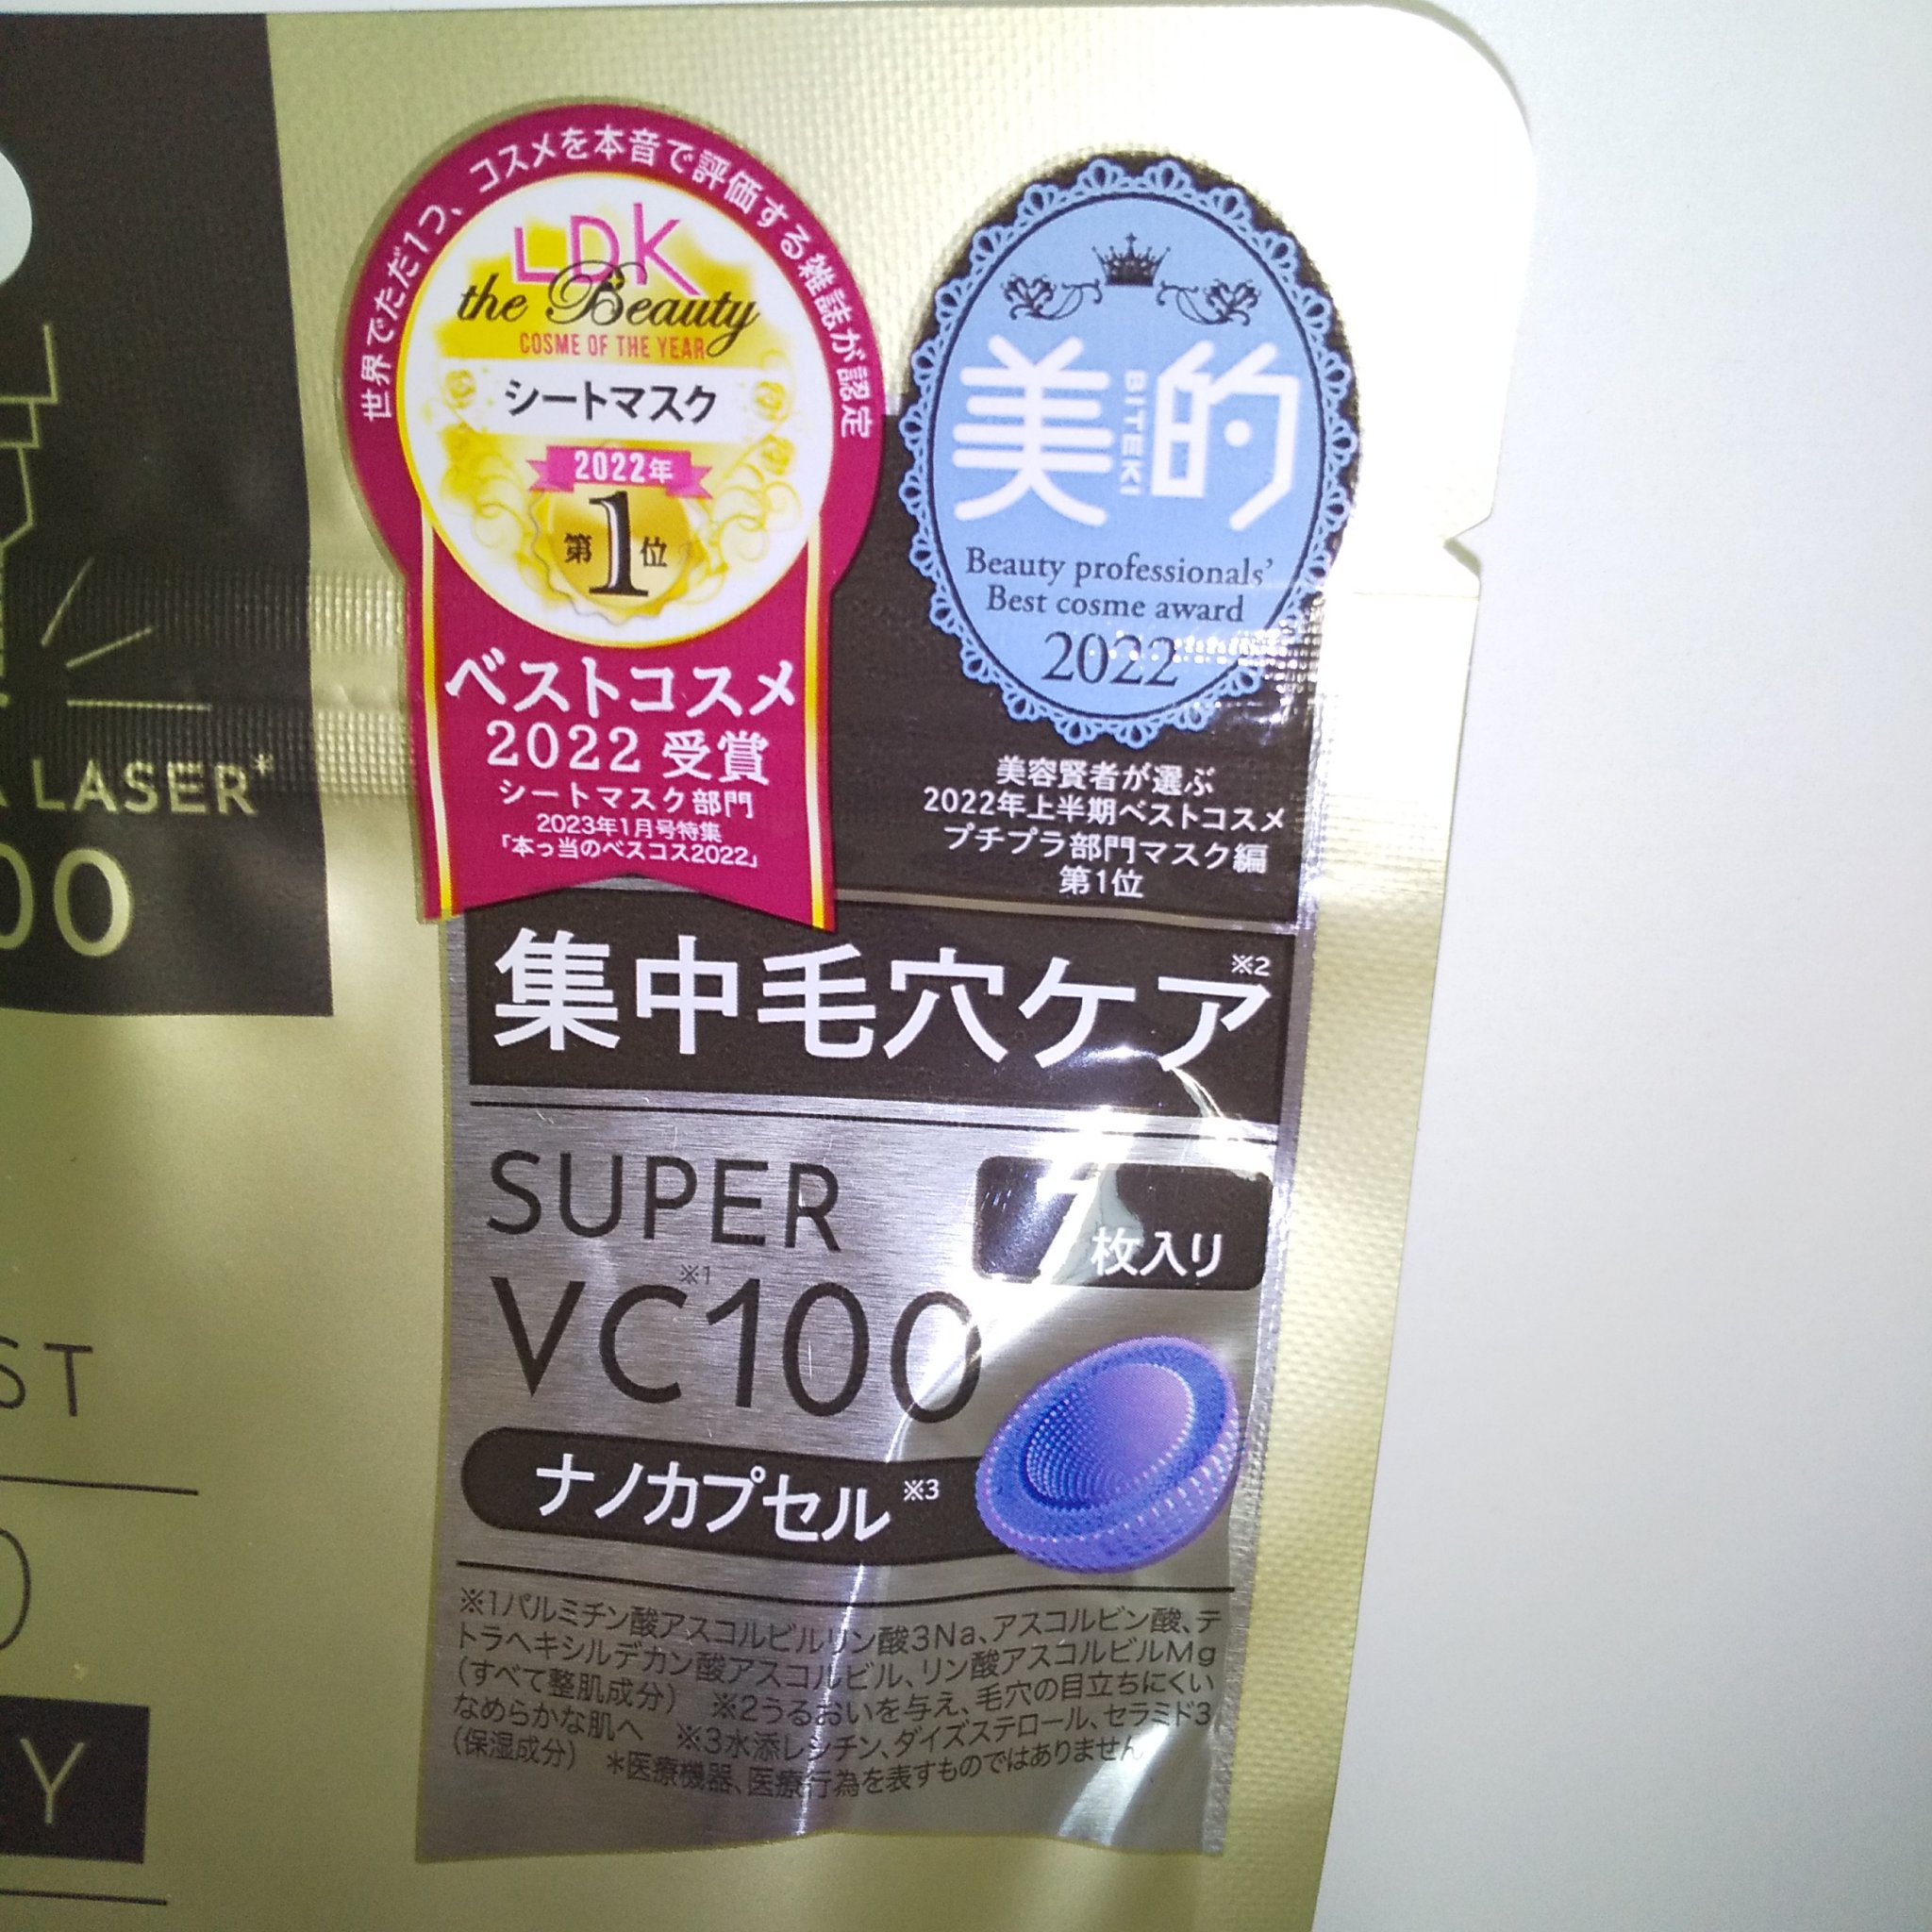 世界でただ1つ、コスメを本音で評価する雑誌が認定
LDK
the Beauty
COSME OF THE YEAR
シートマスク
2022年
第1位
ベストコスメ
2022 受賞
シートマスク部門
2023年1月号特集
「本っ当のベスコス2022」
美的
BITEKI
Beauty professionals'
Best cosme award
2022
美容賢者が選ぶ
2022年上半期ベストコスメ
プチプラ部門マスク編
第1位
LASER*
00
ST
Y
集中毛穴ケア※2
SUPER
VC※1100
7枚入り
ナノカプセル※3
※1パルミチン酸アスコルビルリン酸3Na、アスコルビン酸、テ
トラヘキシルデカン酸アスコルビル、リン酸アスコルビルMg
(すべて整肌成分) ※2うるおいを与え、毛穴の目立ちにくい
なめらかな肌へ ※3水添レシチン、ダイズステロール、セラミド3
(保湿成分) *医療機器、医療行為を表すものではありません